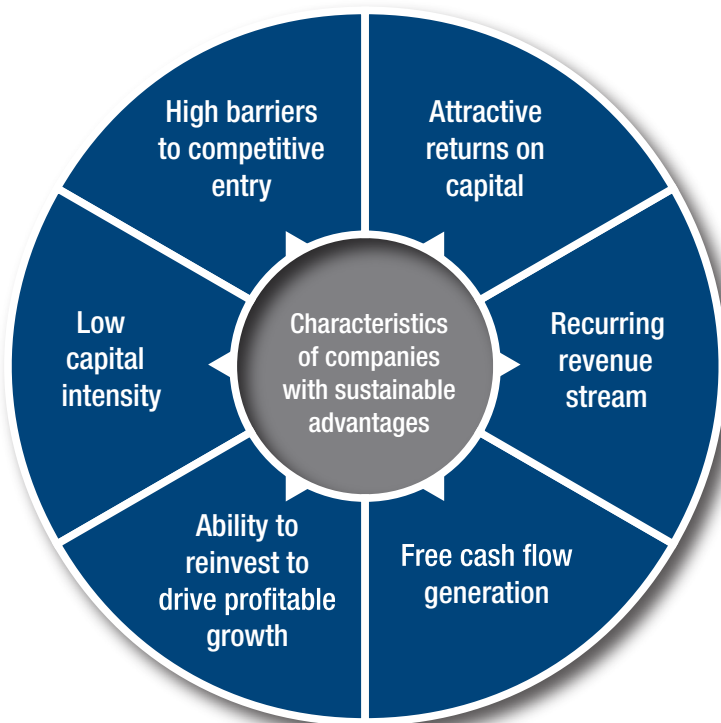 High barriers
to competitive
entry
Attractive
returns on
capital
Recurring
revenue
stream
Free cash flow
generation
Ability to
reinvest to
drive profitable
growth
Low
capital
intensity
Characteristics
of companies
with sustainable
advantages